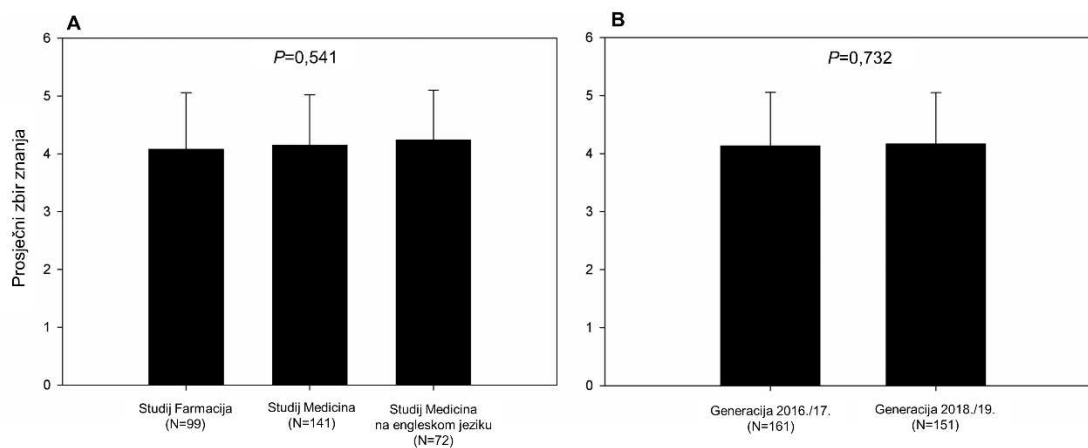 A
P=0,541
6
5
4
3
2
1
0
Prosječni zbir znanja
Studij Farmacija
(N=99)
Studij Medicina
(N=141)
Studij Medicina
na engleskom jeziku
(N=72)
B
P=0,732
6
5
4
3
2
1
0
Generacija 2016./17.
(N=161)
Generacija 2018./19.
(N=151)